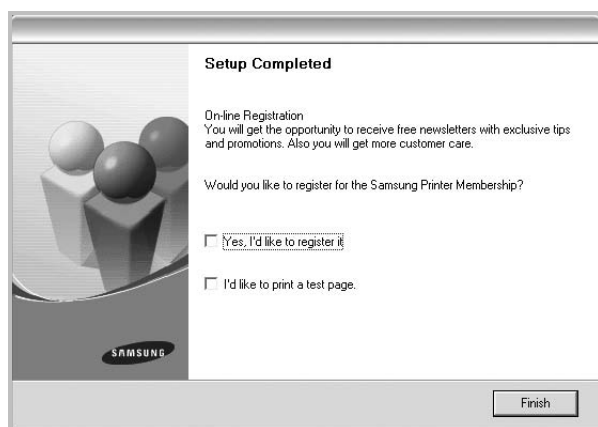 Setup Completed
On-line Registration
You will get the opportunity to receive free newsletters with exclusive tips
and promotions. Also you will get more customer care.
Would you like to register for the Samsung Printer Membership?
Yes, I'd like to register it
I'd like to print a test page.
SAMSUNG
Finish